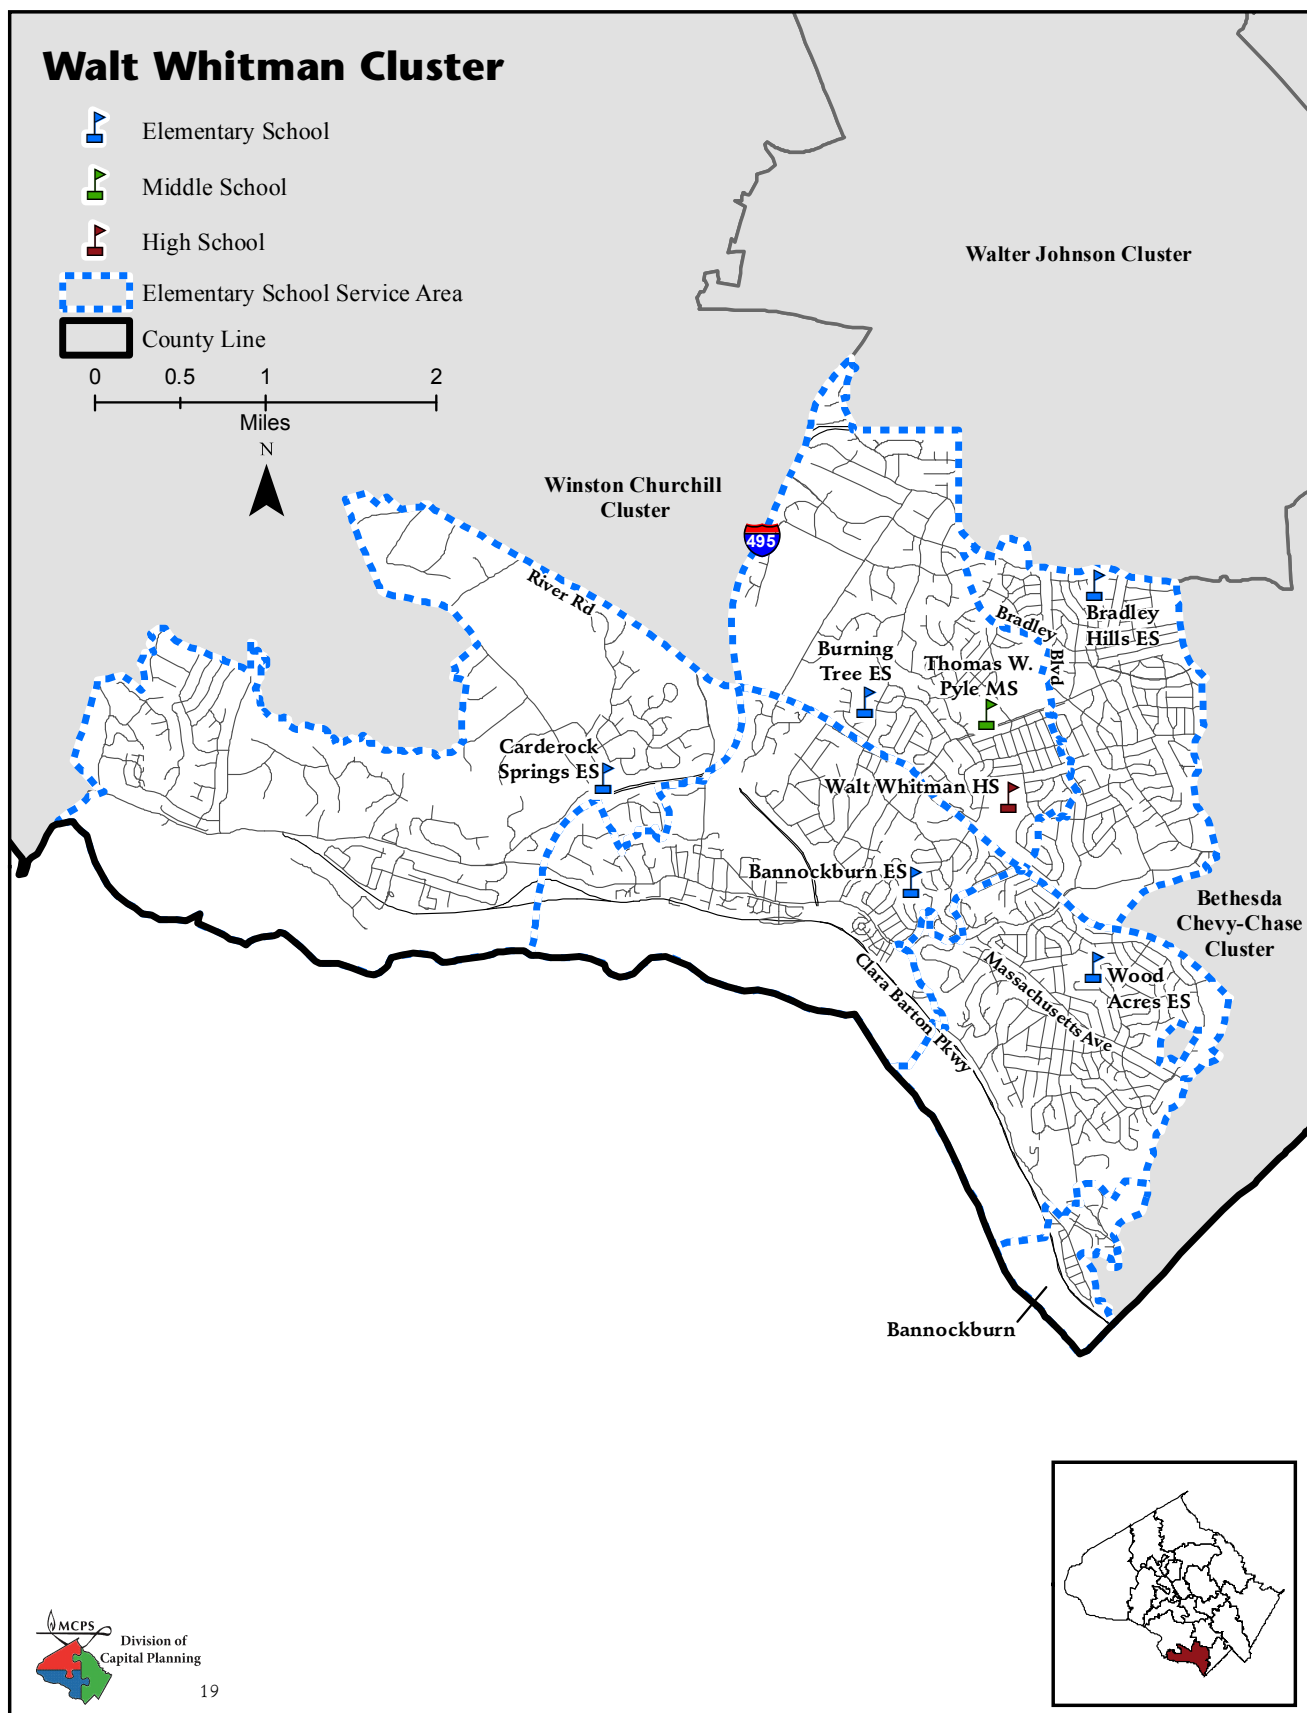 Walt Whitman Cluster
Elementary School
Middle School
High School
Elementary School Service Area
County Line
0 0.5 1 2
Miles
N
Walter Johnson Cluster
Winston Churchill
Cluster
495
River Rd
Bradley
Blvd
Bradley
Hills ES
Burning
Tree ES
Thomas W.
Pyle MS
Carderock
Springs ES
Walt Whitman HS
Bannockburn ES
Bethesda
Chevy-Chase
Cluster
Wood
Acres ES
Massachusetts Ave
Clara Barton Pkwy
Bannockburn
MCPS
Division of
Capital Planning
19